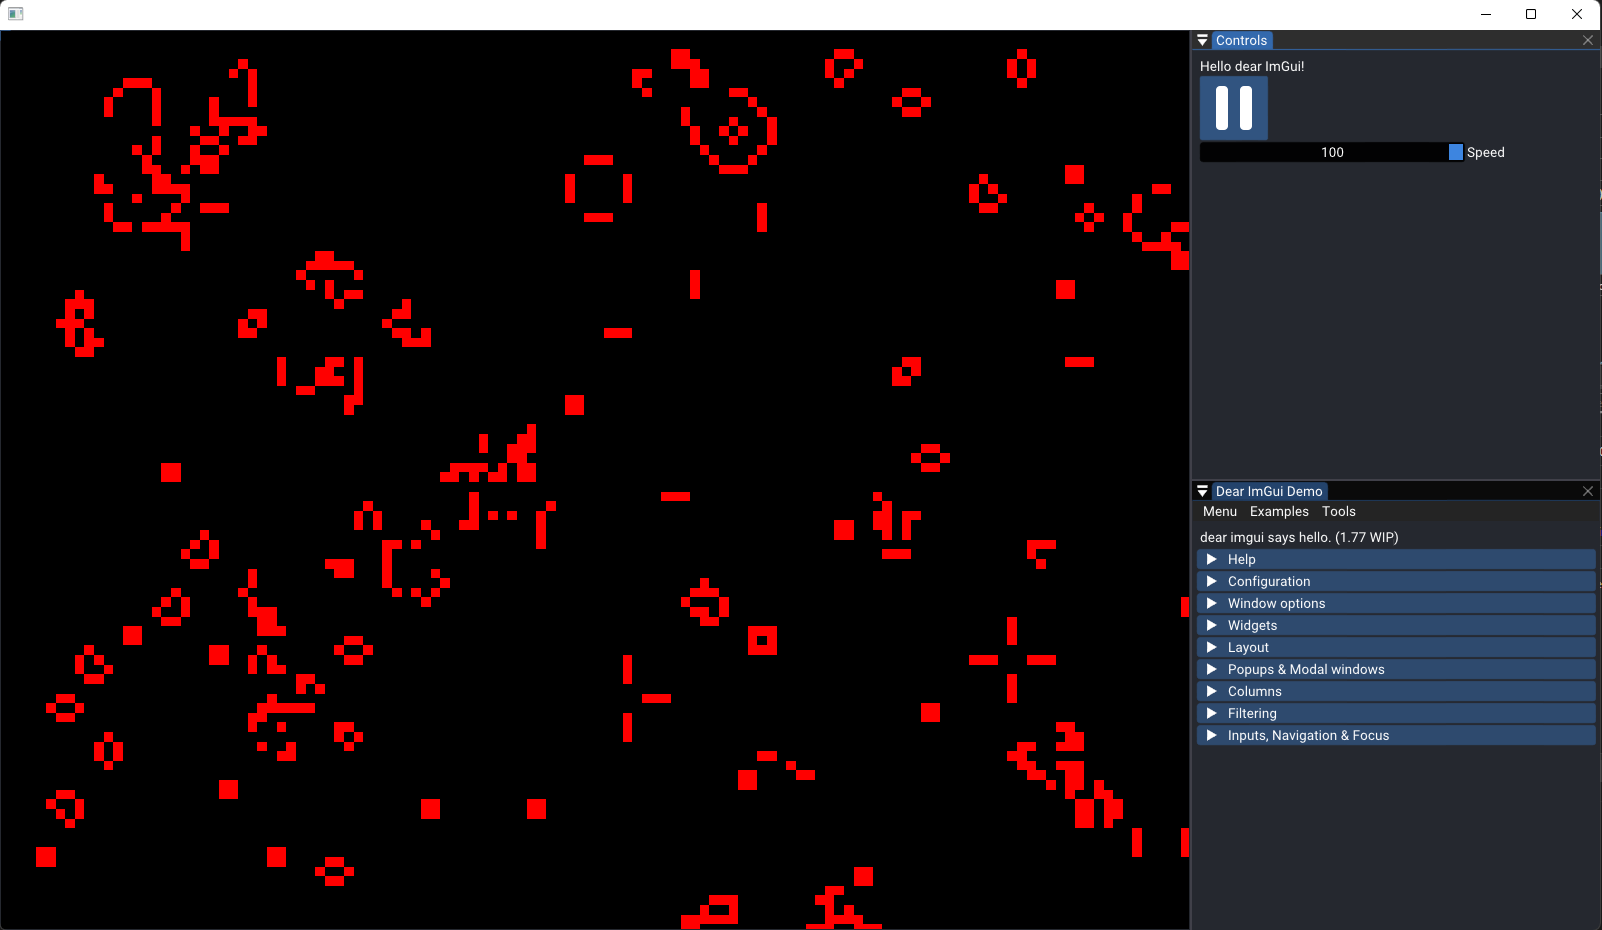 Controls
Hello dear ImGui!
100 Speed
Dear ImGui Demo
Menu Examples Tools
dear imgui says hello. (1.77 WIP)
Help
Configuration
Window options
Widgets
Layout
Popups & Modal windows
Columns
Filtering
Inputs, Navigation & Focus